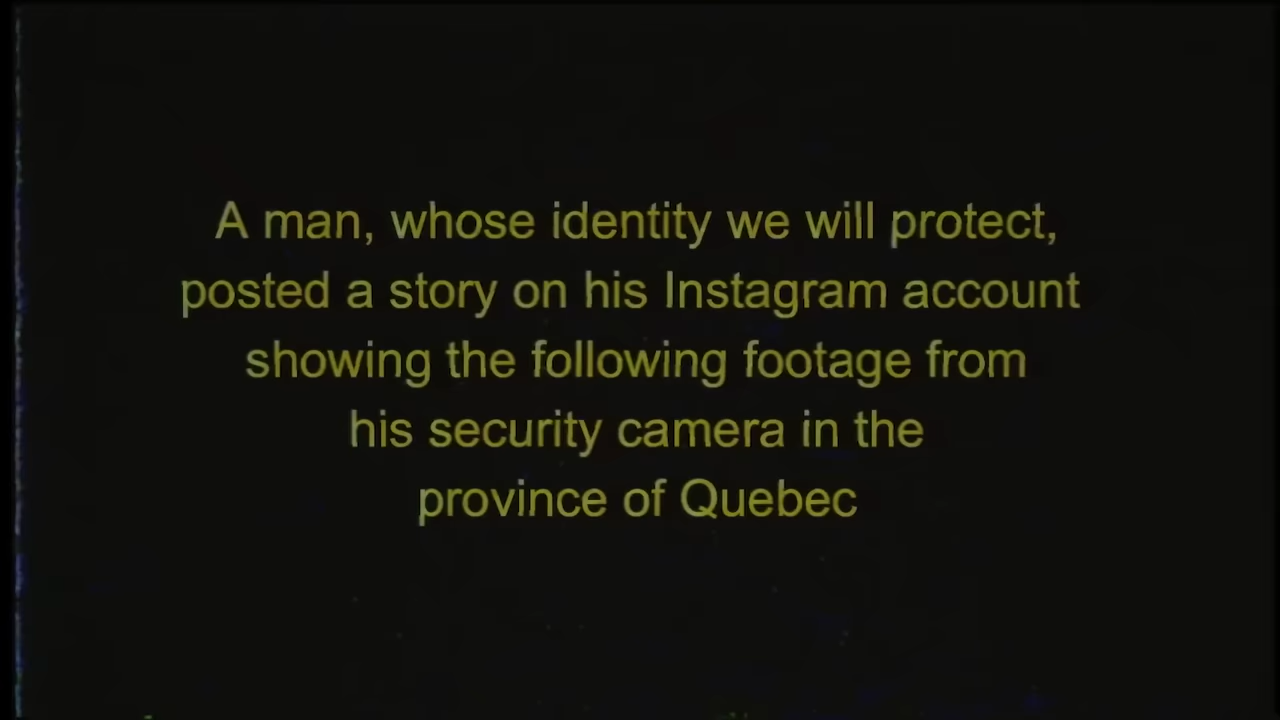 A man, whose identity we will protect,
posted a story on his Instagram account
showing the following footage from
his security camera in the
province of Quebec